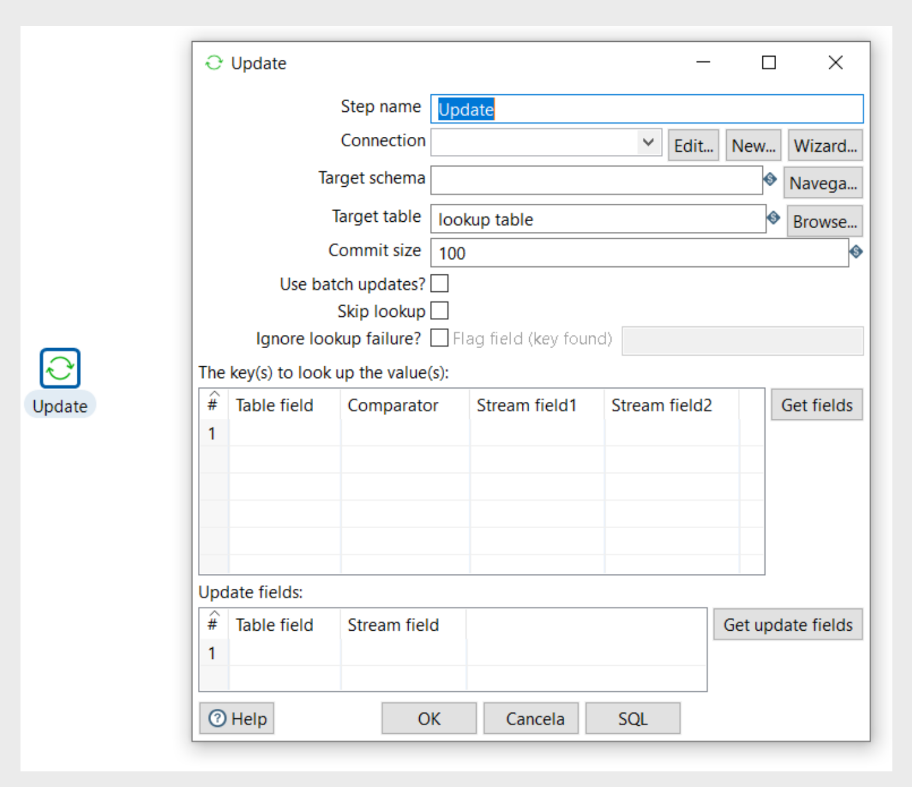 Update
Step name Update
Connection Edit... New... Wizard...
Target schema Navega...
Target table lookup table Browse...
Commit size 100
Use batch updates?
Skip lookup
Ignore lookup failure? Flag field (key found)
Update
The key(s) to look up the value(s):
# Table field Comparator Stream field1 Stream field2 Get fields
1
Update fields:
# Table field Stream field Get update fields
1
Help OK Cancela SQL